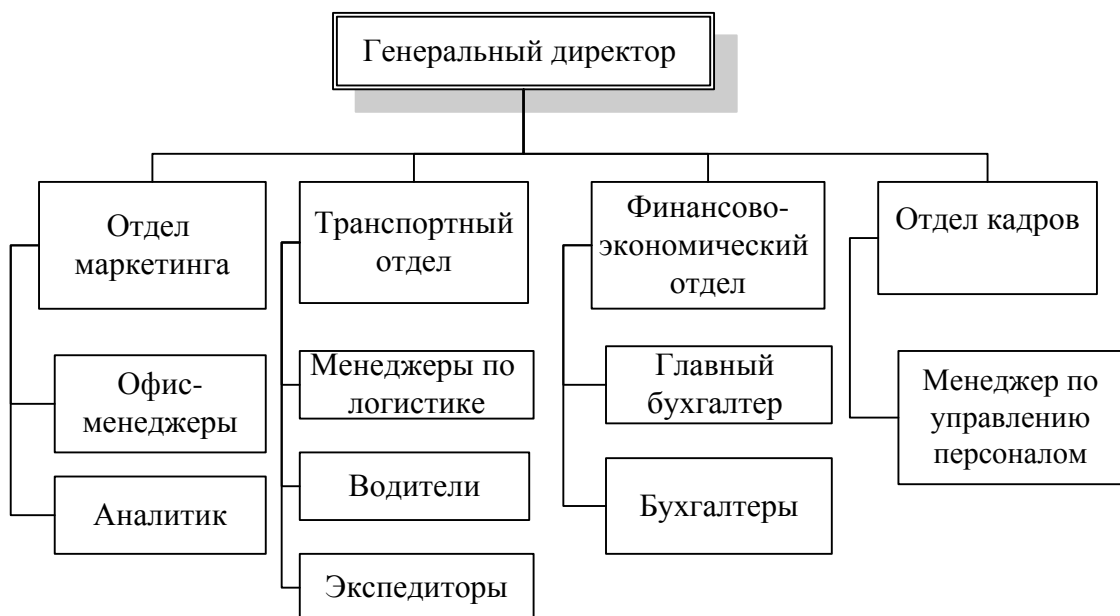 Генеральный директор
Отдел
маркетинга
Офис-
менеджеры
Аналитик
Транспортный
отдел
Менеджеры по
логистике
Водители
Экспедиторы
Финансово-
экономический
отдел
Главный
бухгалтер
Бухгалтеры
Отдел кадров
Менеджер по
управлению
персоналом